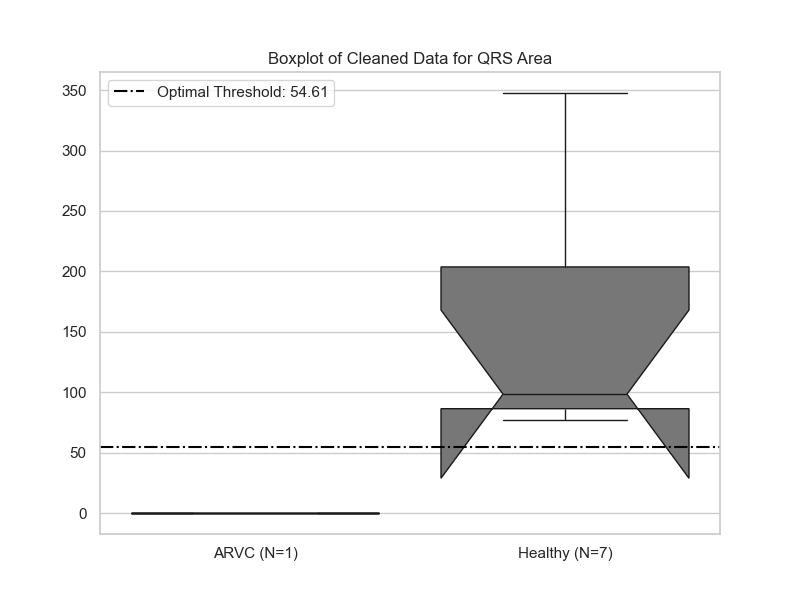 Boxplot of Cleaned Data for QRS Area
Optimal Threshold: 54.61
350
300
250
200
150
100
50
0
ARVC (N=1)
Healthy (N=7)